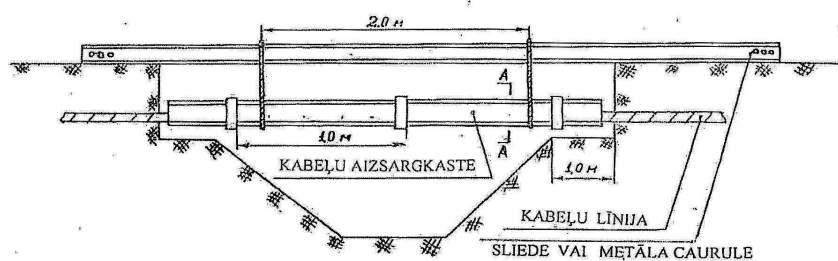 2.0 м
A
1.0 м
A
KABEĻU AIZSARGKASTE
1.0 м
KABEĻU LĪNIJA
SLIEDE VAI METĀLA CAURULE